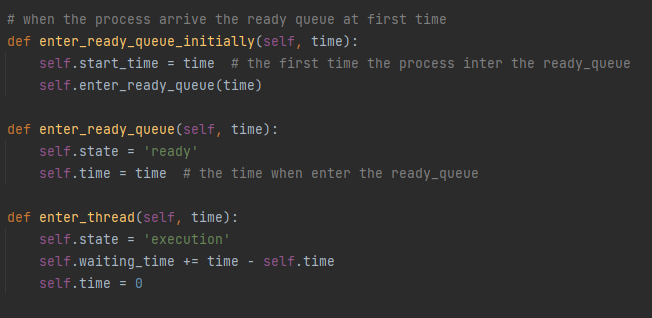 # when the process arrive the ready queue at first time
def enter_ready_queue_initially(self, time):
    self.start_time = time  # the first time the process inter the ready_queue
    self.enter_ready_queue(time)

def enter_ready_queue(self, time):
    self.state = 'ready'
    self.time = time  # the time when enter the ready_queue

def enter_thread(self, time):
    self.state = 'execution'
    self.waiting_time += time - self.time
    self.time = 0